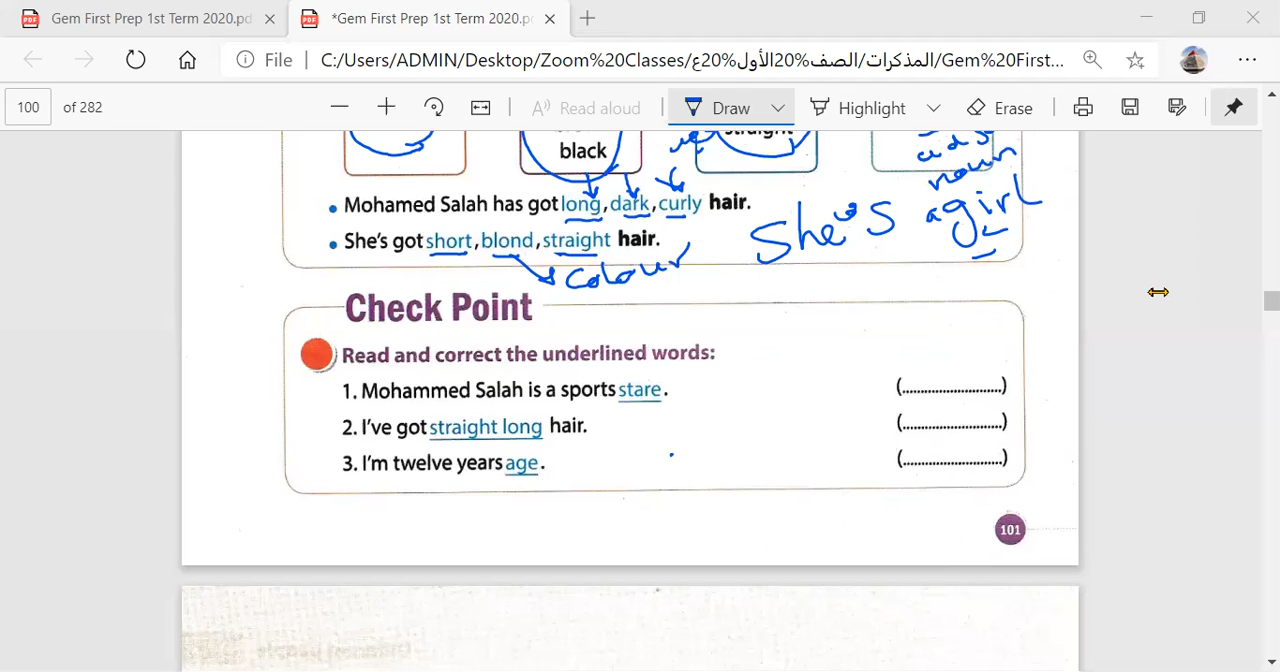 Gem First Prep 1st Term 2020.pd
*Gem First Prep 1st Term 2020.p
File
C:/Users/ADMIN/Desktop/Zoom%20Classes/المذكرات/الصف%20الأول%20ع/Gem%20First...
100 of 282
Read aloud
Draw
Highlight
Erase
straight
black
noun
• Mohamed Salah has got long, dark, curly hair.
She's a girl
• She's got short, blond, straight hair.
colour
Check Point
Read and correct the underlined words:
1. Mohammed Salah is a sports stare. (..............................)
2. I've got straight long hair. (..............................)
3. I'm twelve years age. (..............................)
101